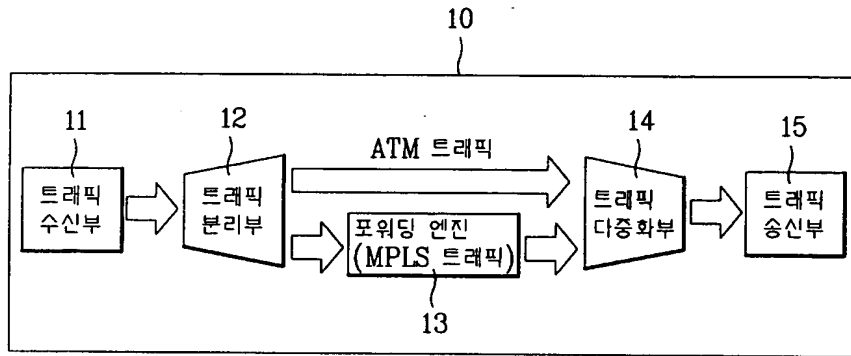 10
11
12
14
15
ATM 트래픽
트래픽
수신부
트래픽
분리부
포워딩 엔진
(MPLS 트래픽)
13
트래픽
다중화부
트래픽
송신부